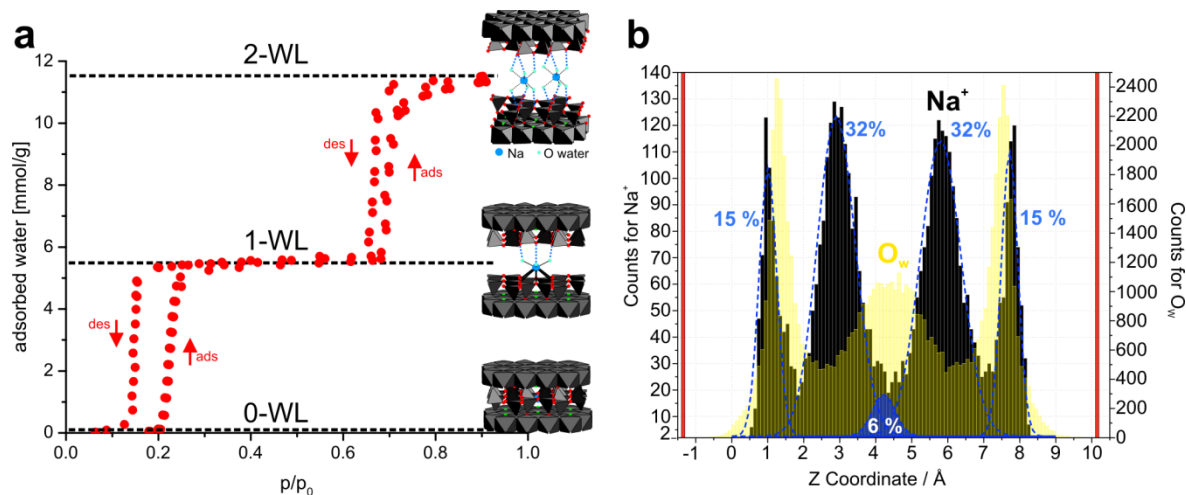 a
2-WL
12
10
8
6
4
2
0
adsorbed water [mmol/g]
des
ads
1-WL
des
ads
0-WL
0.0 0.2 0.4 0.6 0.8 1.0
p/p0
Na O water
b
140
130
120
110
100
90
80
70
60
50
40
30
20
10
2
Counts for Na+
Na+
32% 32%
15% 15 %
Ow
6 %
2400
2200
2000
1800
1600
1400
1200
1000
800
600
400
200
0
Counts for Ow
-1 0 1 2 3 4 5 6 7 8 9 10
Z Coordinate / Å